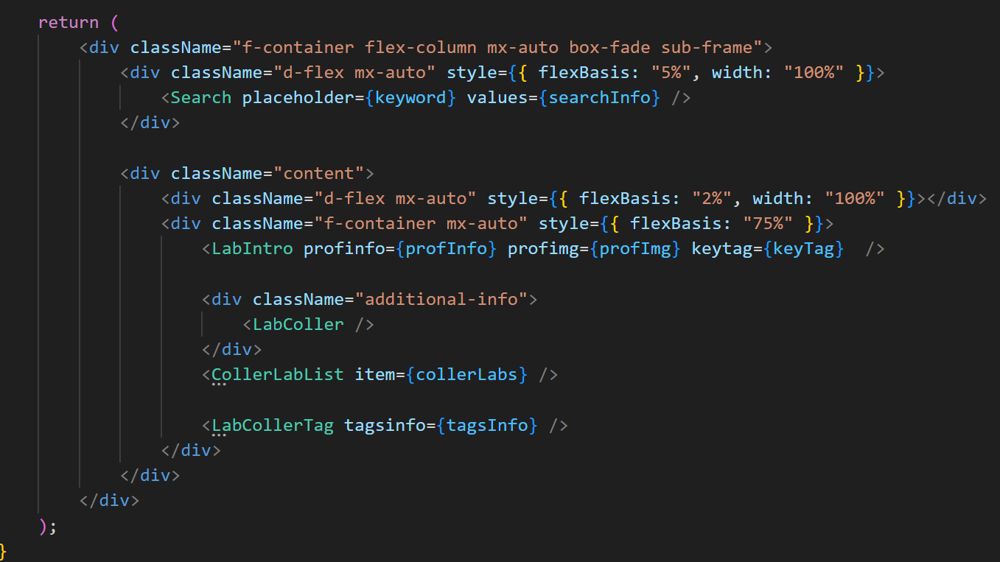 return (
<div className="f-container flex-column mx-auto box-fade sub-frame">
<div className="d-flex mx-auto" style={{ flexBasis: "5%", width: "100%" }}>
<Search placeholder={keyword} values={searchInfo} />
</div>
<div className="content">
<div className="d-flex mx-auto" style={{ flexBasis: "2%", width: "100%" }}></div>
<div className="f-container mx-auto" style={{ flexBasis: "75%" }}>
<LabIntro profinfo={profInfo} profimg={profImg} keytag={keyTag}  />
<div className="additional-info">
<LabColler />
</div>
<CollerLabList item={collerLabs} />
<LabCollerTag tagsinfo={tagsInfo} />
</div>
</div>
</div>
);
}